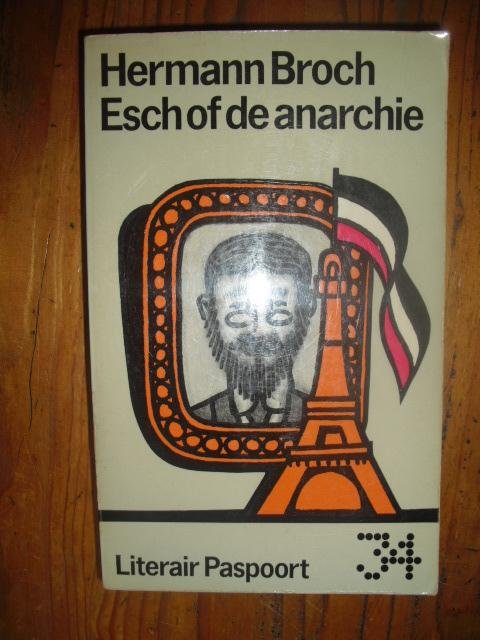 Hermann Broch
Esch of de anarchie
Literair Paspoort
34